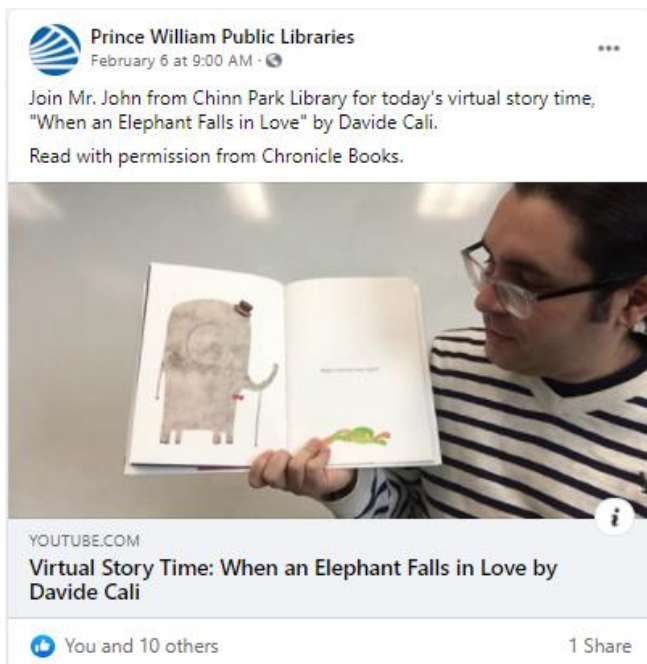 Prince William Public Libraries
February 6 at 9:00 AM ·
Join Mr. John from Chinn Park Library for today's virtual story time,
"When an Elephant Falls in Love" by Davide Cali.
Read with permission from Chronicle Books.
YOUTUBE.COM
Virtual Story Time: When an Elephant Falls in Love by
Davide Cali
You and 10 others
1 Share